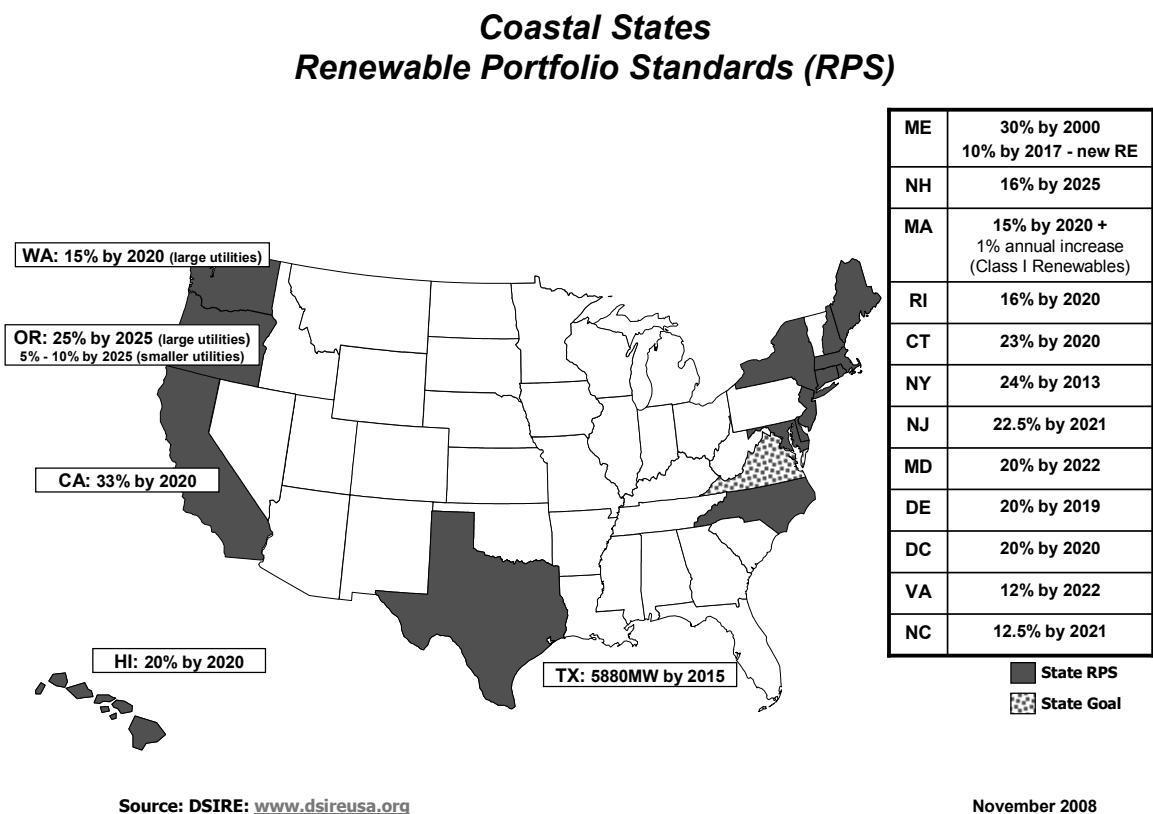 Coastal States
Renewable Portfolio Standards (RPS)
ME 30% by 2000
10% by 2017 - new RE
NH 16% by 2025
MA 15% by 2020 +
1% annual increase
(Class I Renewables)
RI 16% by 2020
CT 23% by 2020
NY 24% by 2013
NJ 22.5% by 2021
MD 20% by 2022
DE 20% by 2019
DC 20% by 2020
VA 12% by 2022
NC 12.5% by 2021
WA: 15% by 2020 (large utilities)
OR: 25% by 2025 (large utilities)
5% - 10% by 2025 (smaller utilities)
CA: 33% by 2020
HI: 20% by 2020
TX: 5880MW by 2015
State RPS
State Goal
Source: DSIRE: www.dsireusa.org
November 2008